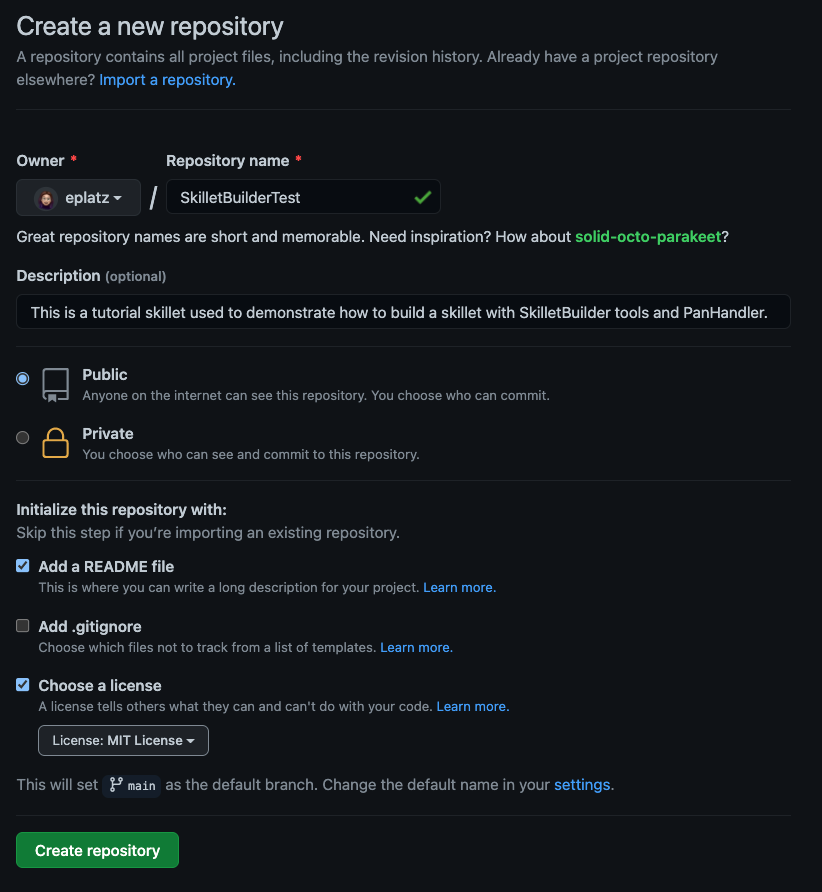 Create a new repository
A repository contains all project files, including the revision history. Already have a project repository
elsewhere? Import a repository.
Owner *
Repository name *
eplatz
/
SkilletBuilderTest
Great repository names are short and memorable. Need inspiration? How about solid-octo-parakeet?
Description (optional)
This is a tutorial skillet used to demonstrate how to build a skillet with SkilletBuilder tools and PanHandler.
Public
Anyone on the internet can see this repository. You choose who can commit.
Private
You choose who can see and commit to this repository.
Initialize this repository with:
Skip this step if you're importing an existing repository.
Add a README file
This is where you can write a long description for your project. Learn more.
Add .gitignore
Choose which files not to track from a list of templates. Learn more.
Choose a license
A license tells others what they can and can't do with your code. Learn more.
License: MIT License
This will set main as the default branch. Change the default name in your settings.
Create repository